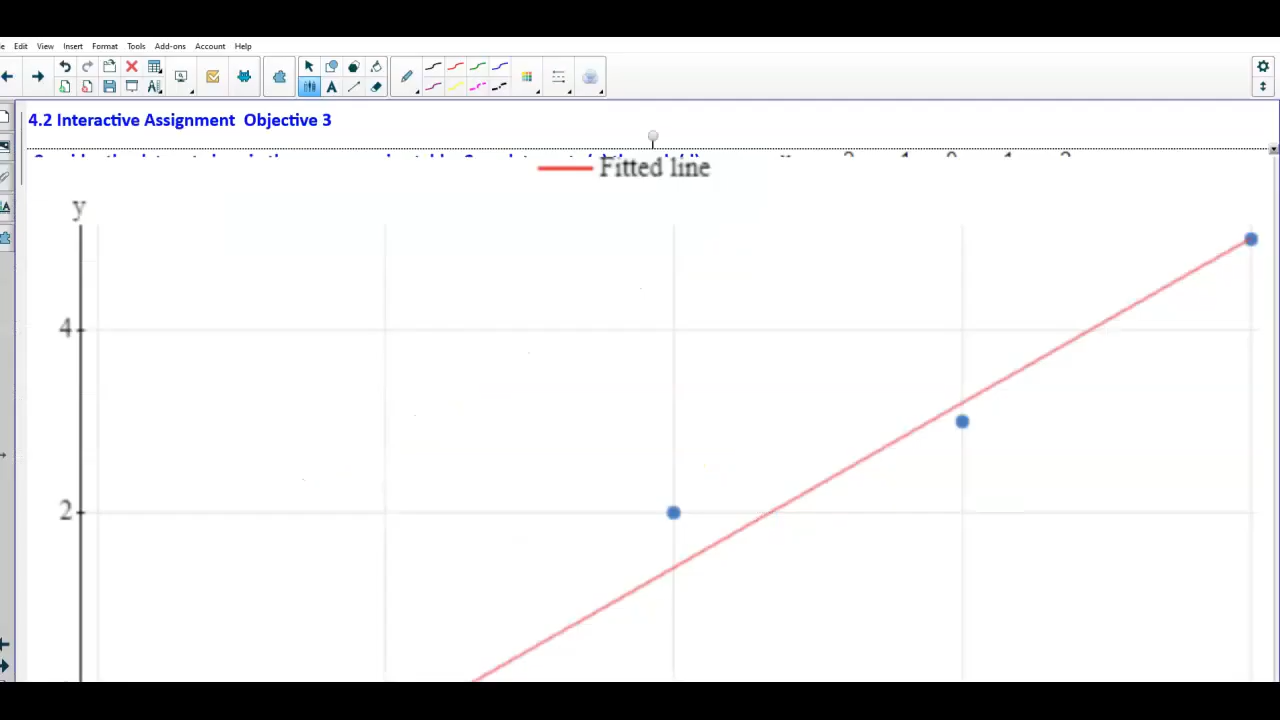 Edit View Insert Format Tools Add-ons Account Help
4.2 Interactive Assignment Objective 3
Fitted line
y
4
2